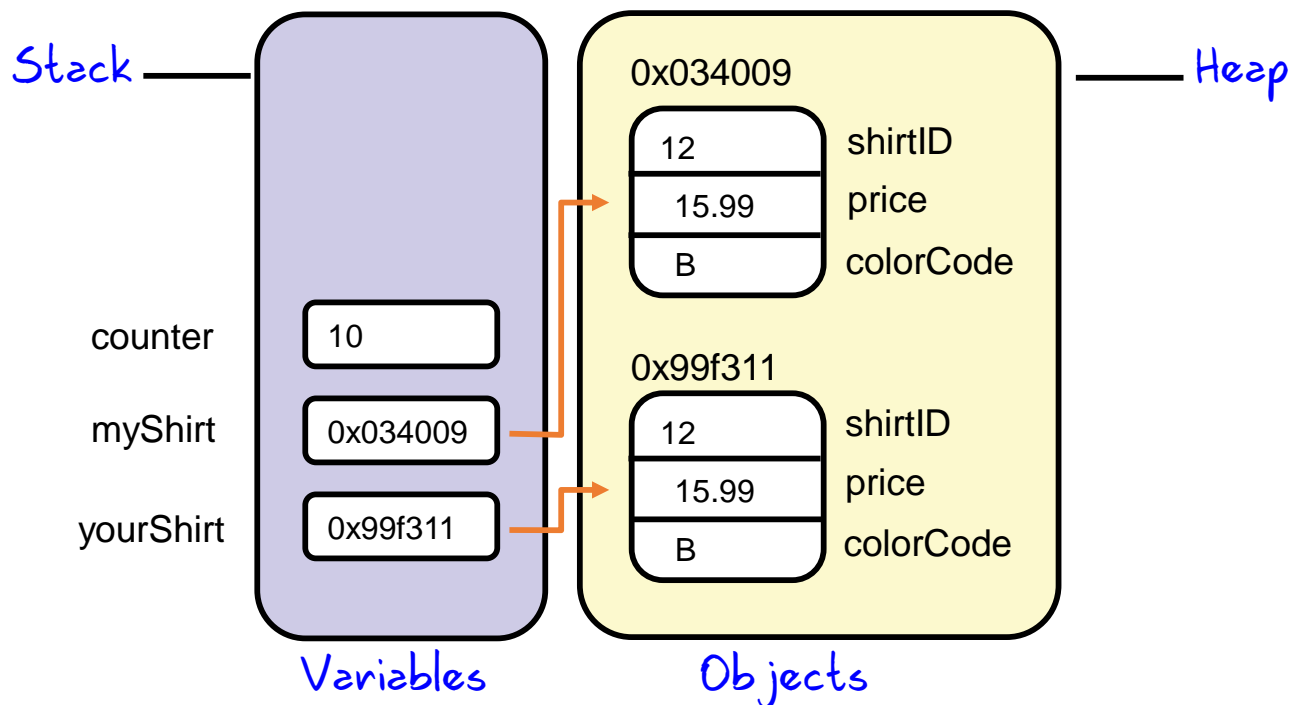 Stack
Heap
0x034009
12 shirtID
15.99 price
B colorCode
counter 10
0x99f311
myShirt 0x034009
12 shirtID
15.99 price
yourShirt 0x99f311
B colorCode
Variables
Objects